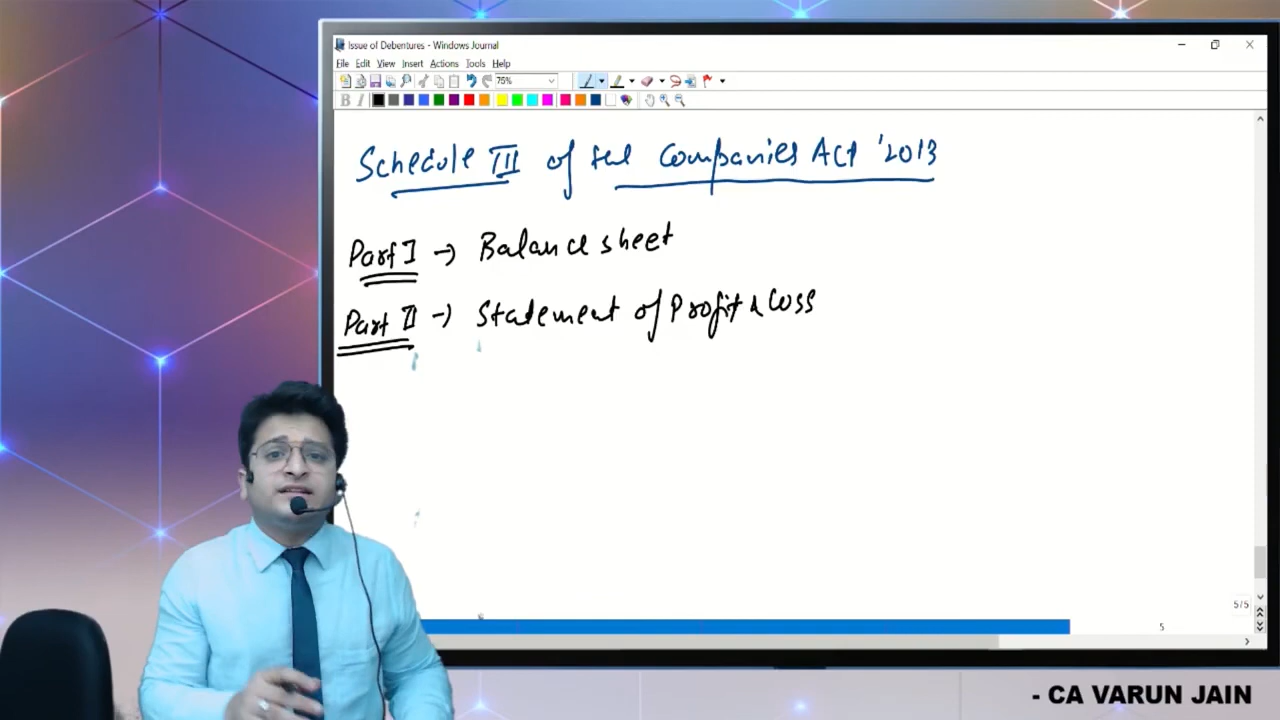 Issue of Debentures - Windows Journal
File Edit View Insert Actions Tools Help
75%
B I
Schedule III of the Companies Act '2013
Part I → Balance sheet
Part II → Statement of Profit & Loss
5/5
5
- CA VARUN JAIN